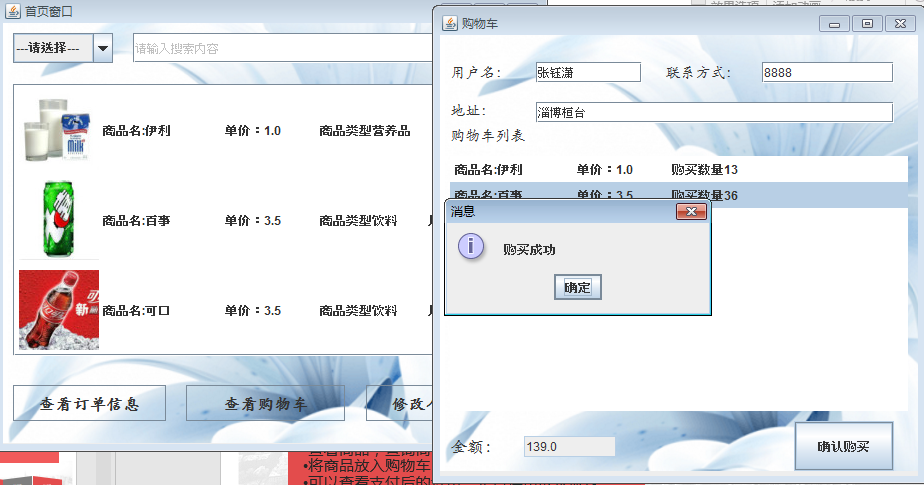 首页窗口
---请选择---
请输入搜索内容
商品名:伊利 单价：1.0 商品类型营养品
商品名:百事 单价：3.5 商品类型饮料
商品名:可口 单价：3.5 商品类型饮料
查看订单信息
查看购物车
修改
购物车
用户名： 张钰潇 联系方式： 8888
地址： 淄博桓台
购物车列表
商品名:伊利 单价：1.0 购买数量13
商品名:百事 单价：3.5 购买数量36
消息
购买成功
确定
金额： 139.0
确认购买
•将商品放入购物车
•可以查看支付后的